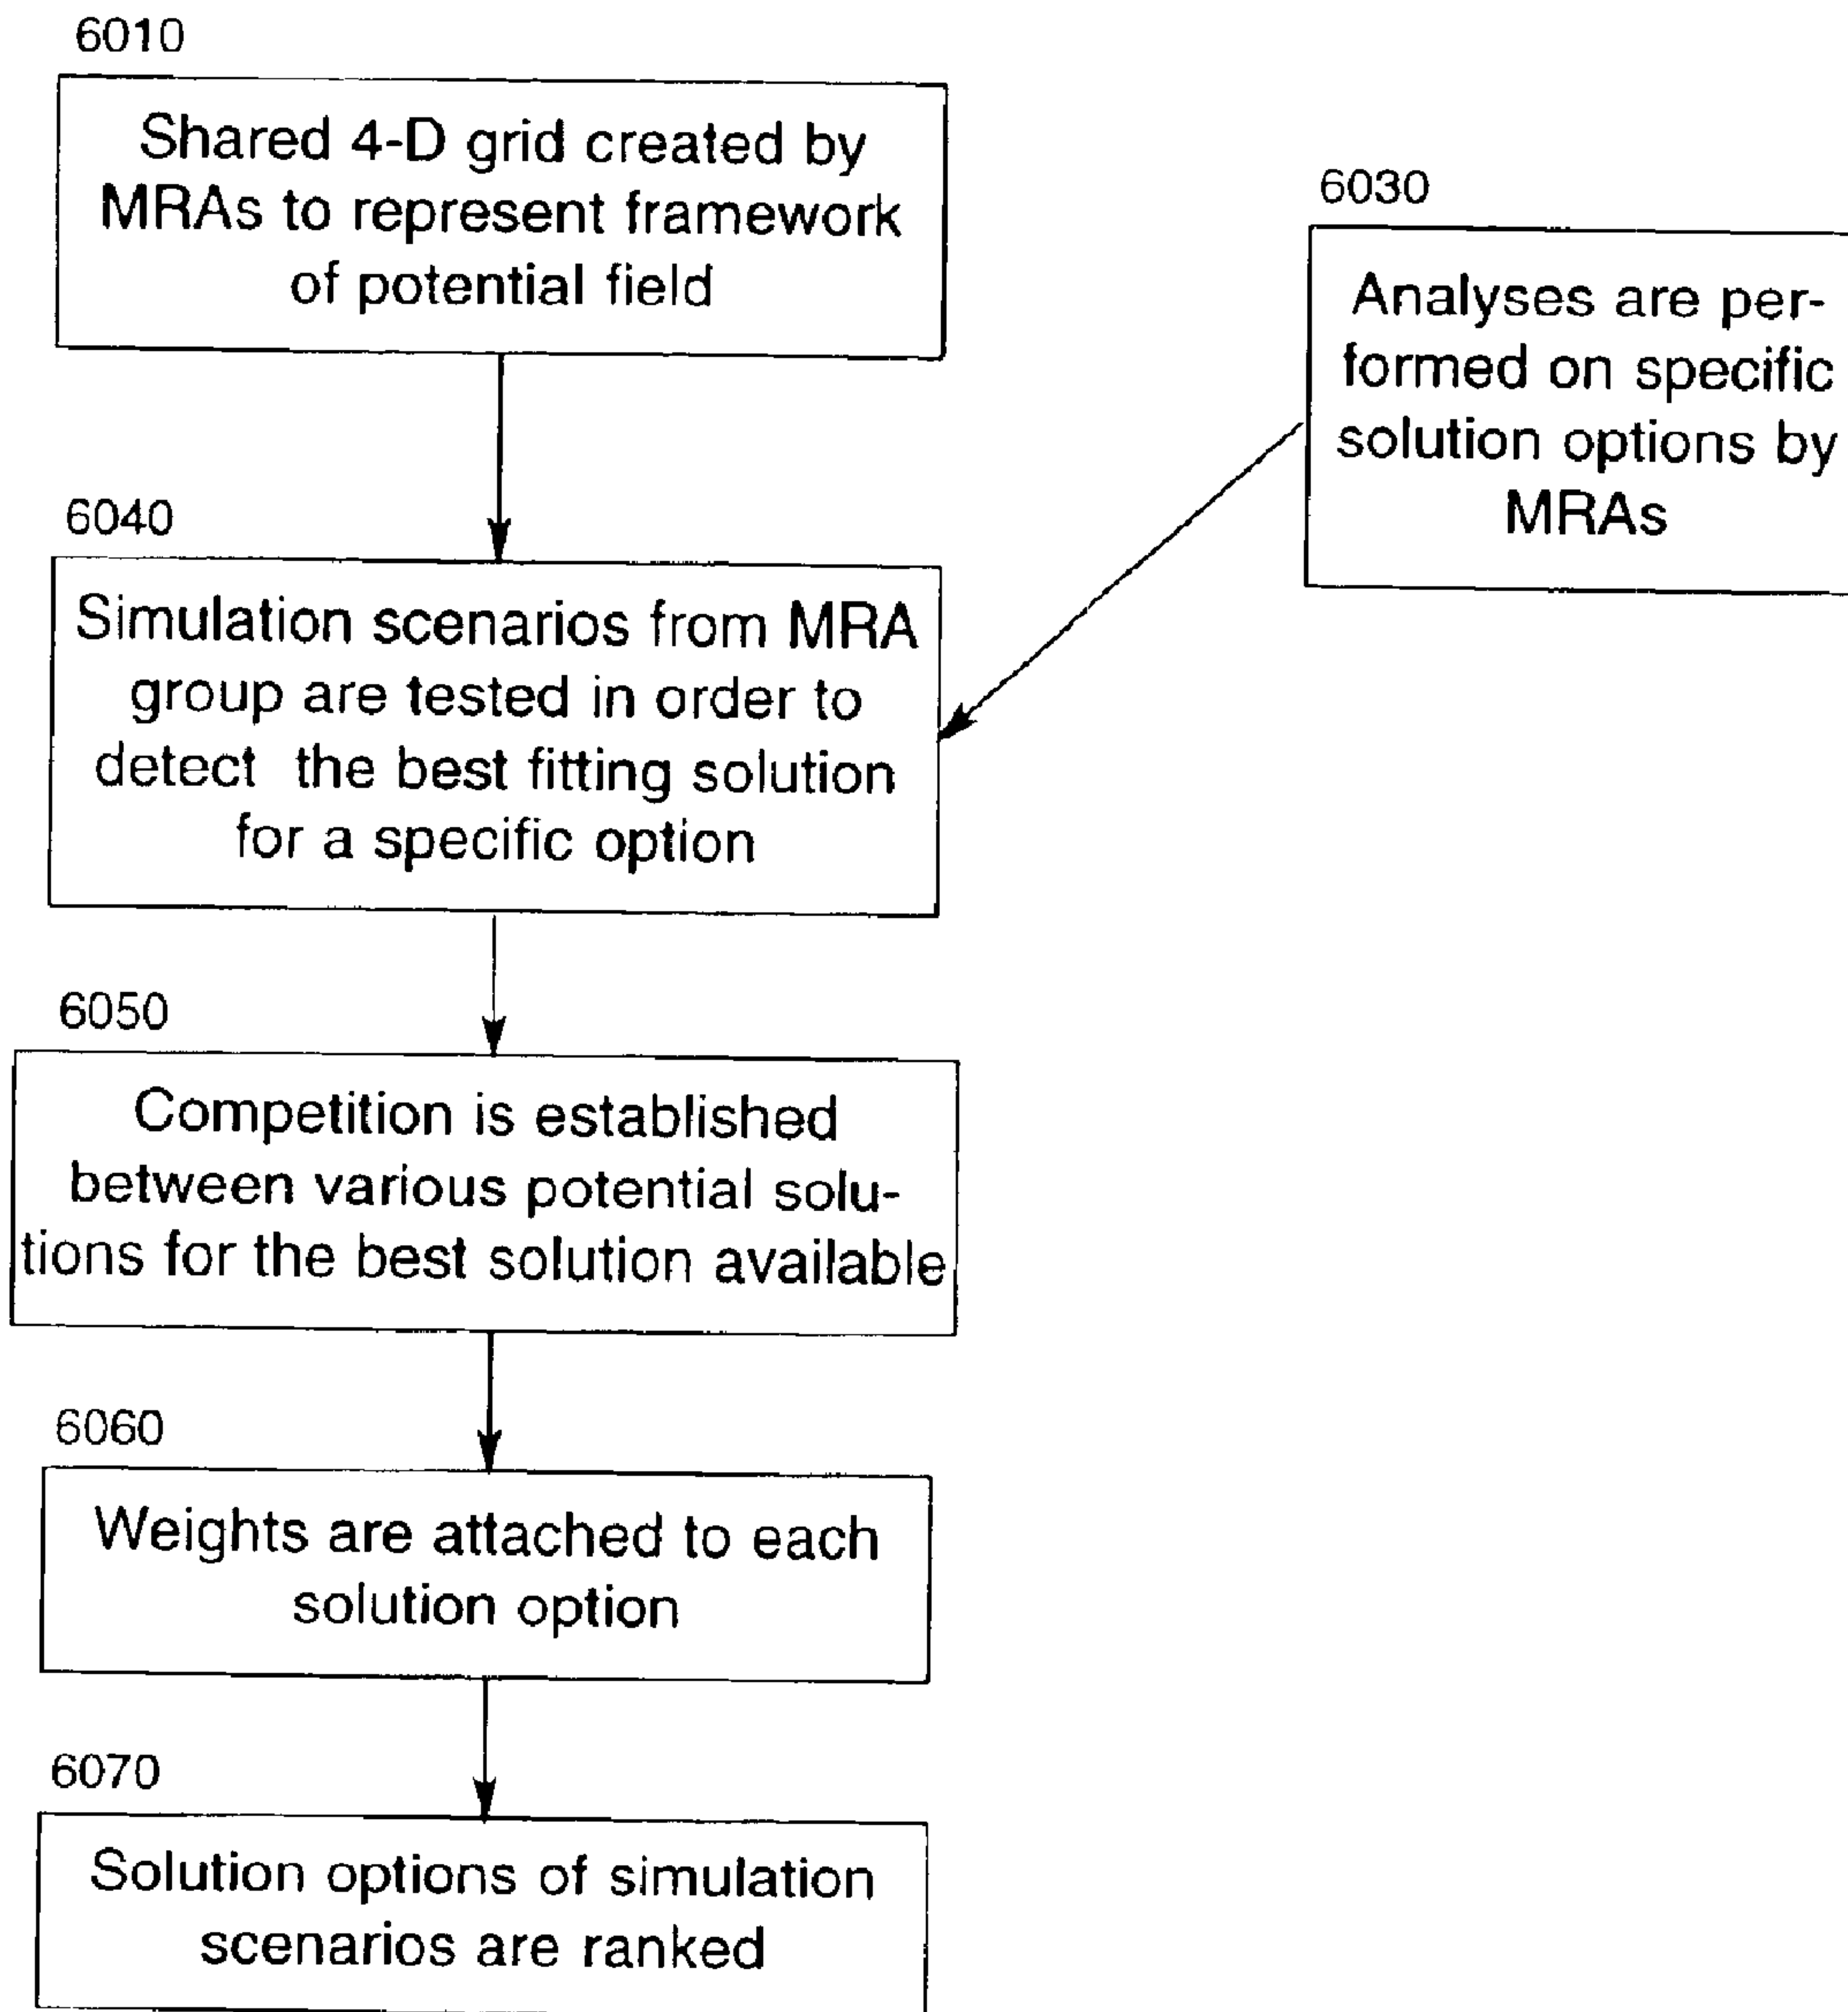 6010
Shared 4-D grid created by
MRAs to represent framework
of potential field
6030
Analyses are per-
formed on specific
solution options by
MRAs
6040
Simulation scenarios from MRA
group are tested in order to
detect the best fitting solution
for a specific option
6050
Competition is established
between various potential solu-
tions for the best solution available
6060
Weights are attached to each
solution option
6070
Solution options of simulation
scenarios are ranked